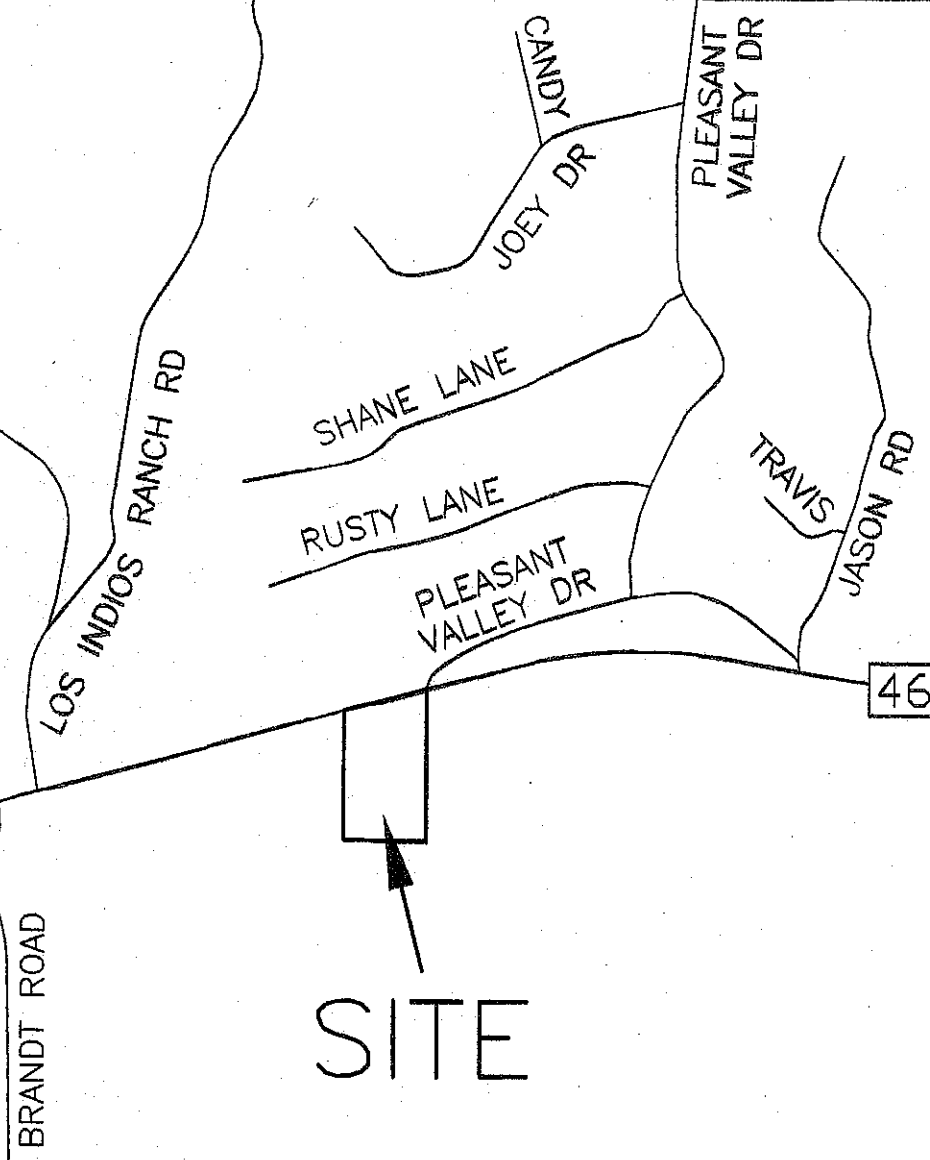 CANDY
PLEASANT
VALLEY DR
JOEY DR
SHANE LANE
LOS INDIOS RANCH RD
RUSTY LANE
TRAVIS
JASON RD
PLEASANT
VALLEY DR
46
BRANDT ROAD
SITE